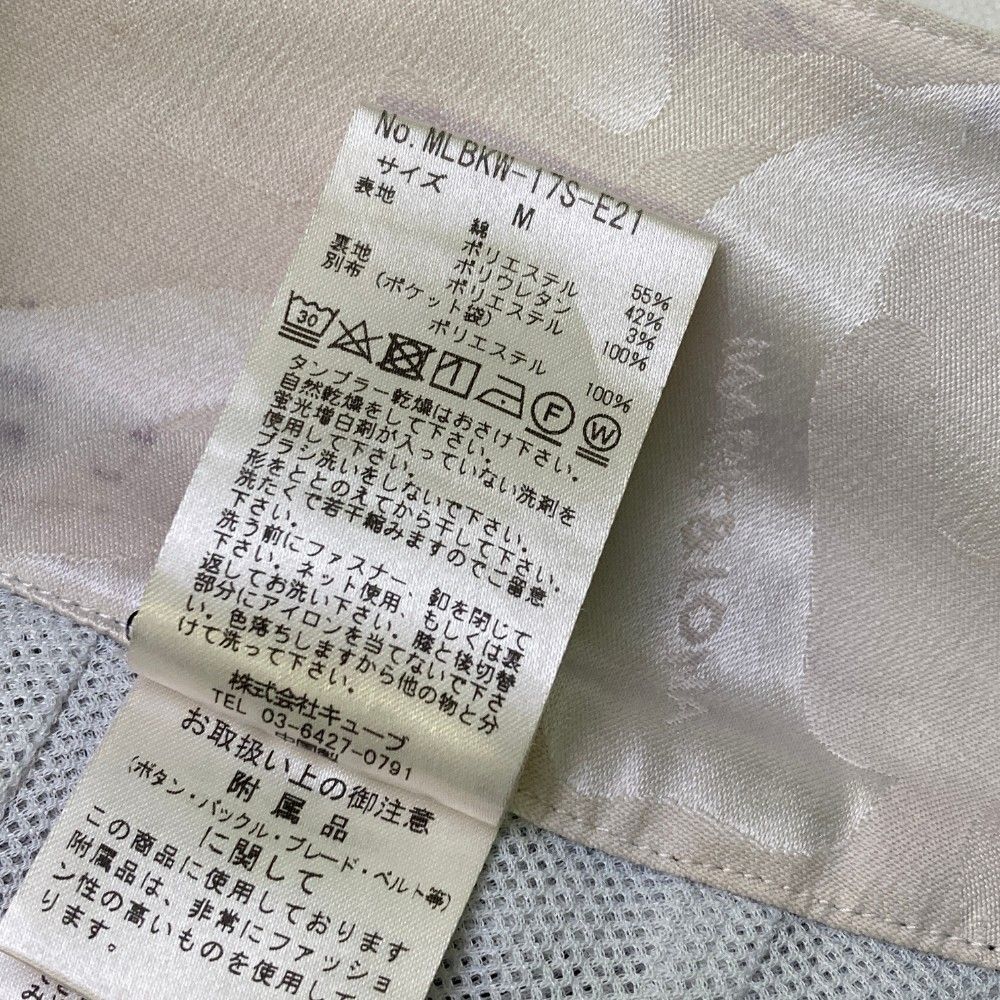 No. MLBKW-17S-E21
サイズ M
表地 綿 55%
ポリエステル 42%
ポリウレタン 3%
裏地 ポリエステル 100%
別布 (ポケット袋)
ポリエステル 100%
30
F
W
タンブラー乾燥はおさけ下さい。
自然乾燥をして下さい。
蛍光増白剤が入っていない洗剤を
使用して下さい。
ブラシ洗いをしないで下さい。
形をととのえてから干して下さい。
洗たくで若干縮みますのでご留意
下さい。
洗う前にファスナー、釦を閉じて
下さい。ネット使用、もしくは裏
返してお洗い下さい。膝と後切替
部分にアイロンを当てないで下さ
い。色落ちしますから他の物と分
けて洗って下さい。
株式会社キューブ
TEL 03-6427-0791
お取扱い上の御注意
附属品
(ボタン・バックル・ブレード・ベルト等)
に関して
この商品に使用しております
附属品は、非常にファッショ
ン性の高いものを使用して
ります。